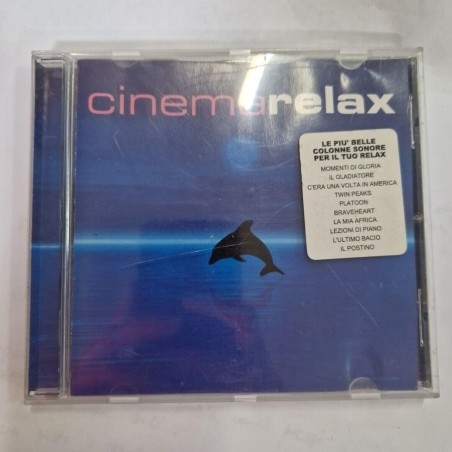 cinemarelax
LE PIU' BELLE
COLONNE SONORE
PER IL TUO RELAX
MOMENTI DI GLORIA
IL GLADIATORE
C'ERA UNA VOLTA IN AMERICA
TWIN PEAKS
PLATOON
BRAVEHEART
LA MIA AFRICA
LEZIONI DI PIANO
L'ULTIMO BACIO
IL POSTINO